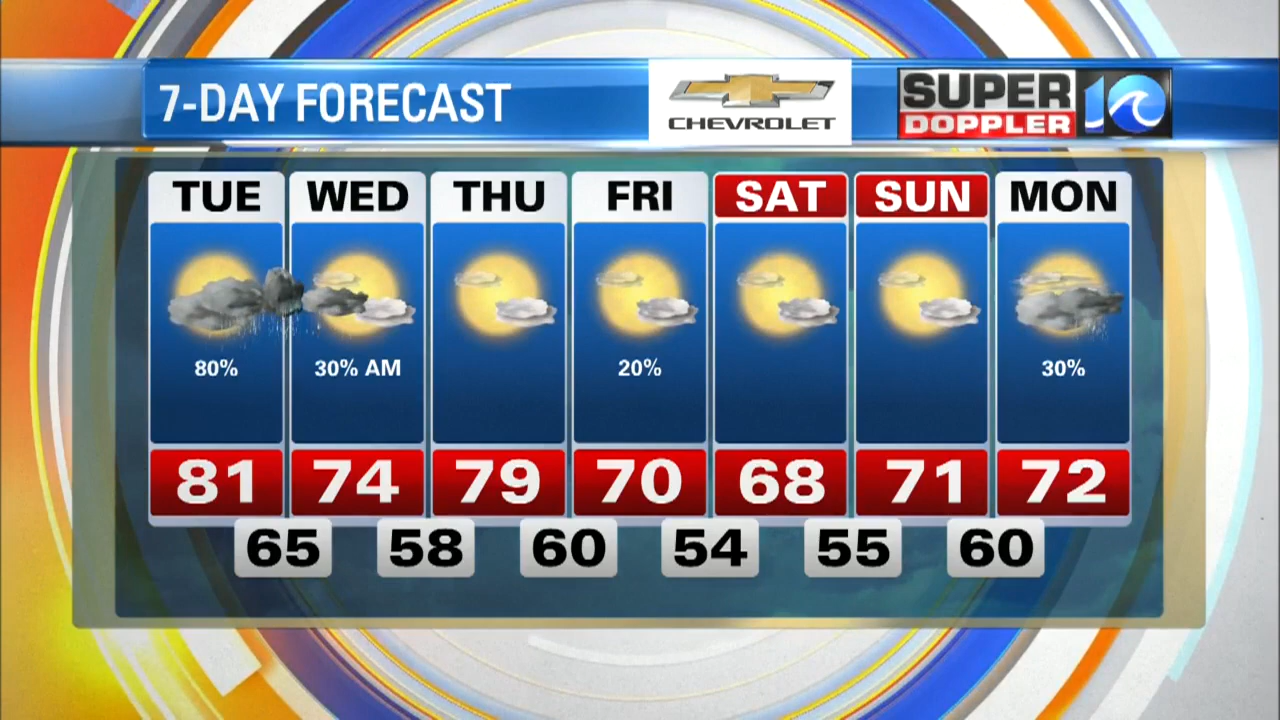 7-DAY FORECAST
CHEVROLET
SUPER
DOPPLER
10
TUE WED THU FRI SAT SUN MON
80% 30% AM 20% 30%
81 74 79 70 68 71 72
65 58 60 54 55 60